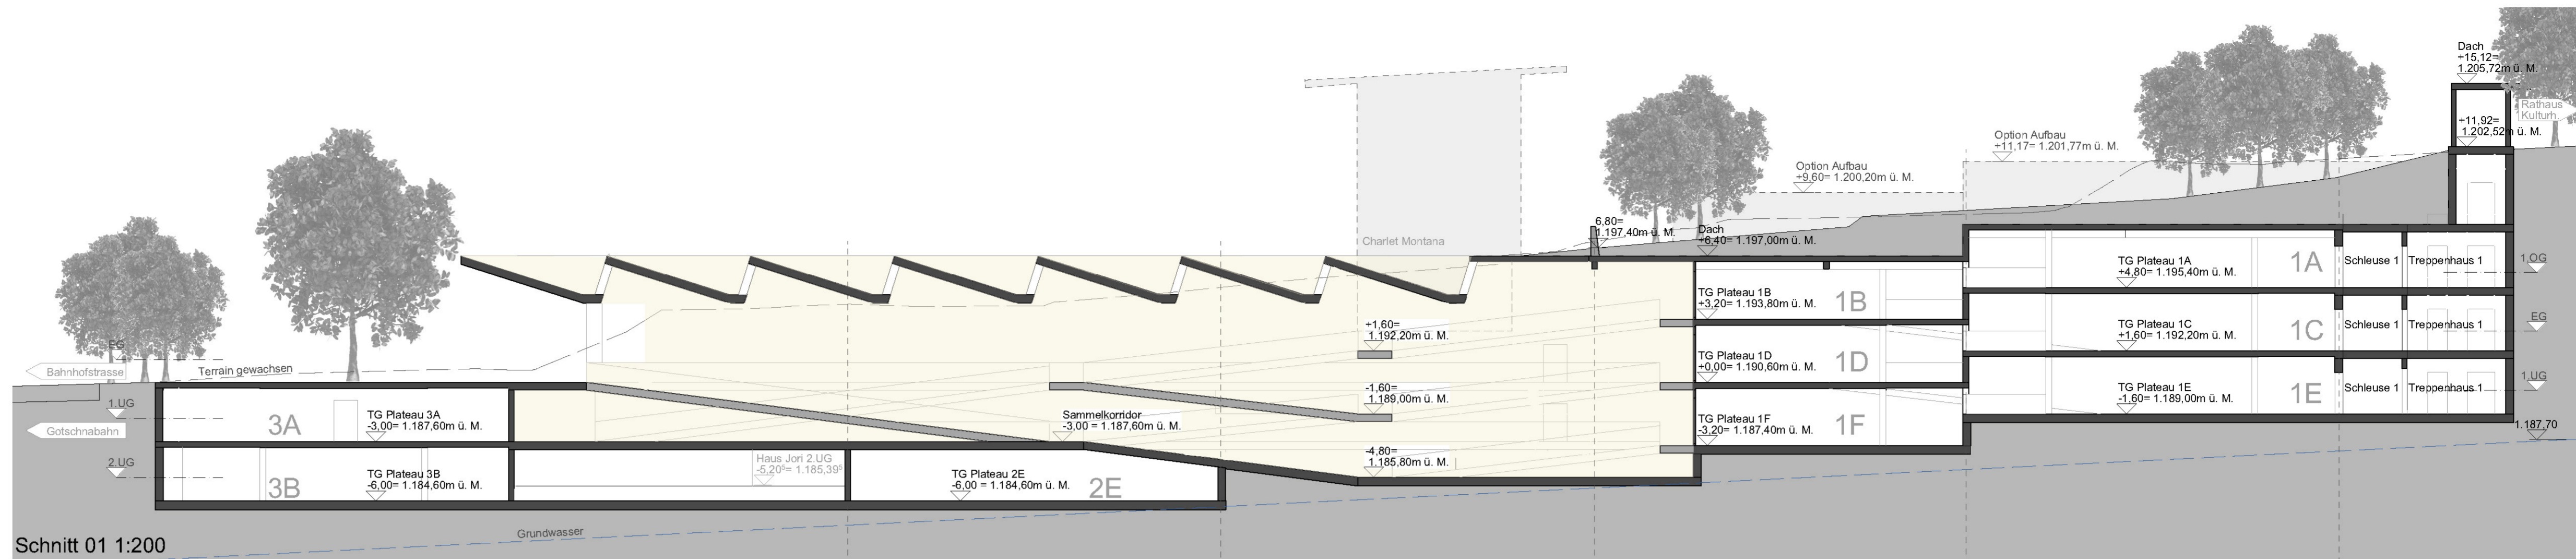 Dach
+15,12=
1.205,72m ü. M.
Rathaus
Kulturh.
+11,92=
1.202,52m ü. M.
Option Aufbau
+11,17= 1.201,77m ü. M.
Option Aufbau
+9,60= 1.200,20m ü. M.
6,80=
1.197,40m ü. M.
Dach
+6,40= 1.197,00m ü. M.
Charlet Montana
TG Plateau 1A
+4,80= 1.195,40m ü. M.
1A
Schleuse 1
Treppenhaus 1
1.OG
TG Plateau 1B
+3,20= 1.193,80m ü. M.
1B
+1,60=
1.192,20m ü. M.
TG Plateau 1C
+1,60= 1.192,20m ü. M.
1C
Schleuse 1
Treppenhaus 1
EG
EG
Bahnhofstrasse
Terrain gewachsen
TG Plateau 1D
+0,00= 1.190,60m ü. M.
1D
-1,60=
1.189,00m ü. M.
TG Plateau 1E
-1,60= 1.189,00m ü. M.
1E
Schleuse 1
Treppenhaus 1
1.UG
1.UG
Gotschnabahn
3A
TG Plateau 3A
-3,00= 1.187,60m ü. M.
Sammelkorridor
-3,00 = 1.187,60m ü. M.
TG Plateau 1F
-3,20= 1.187,40m ü. M.
1F
1.187,70
2.UG
3B
TG Plateau 3B
-6,00= 1.184,60m ü. M.
Haus Jori 2.UG
-5,20⁵= 1.185,39⁵
TG Plateau 2E
-6,00 = 1.184,60m ü. M.
2E
-4,80=
1.185,80m ü. M.
Grundwasser
Schnitt 01 1:200